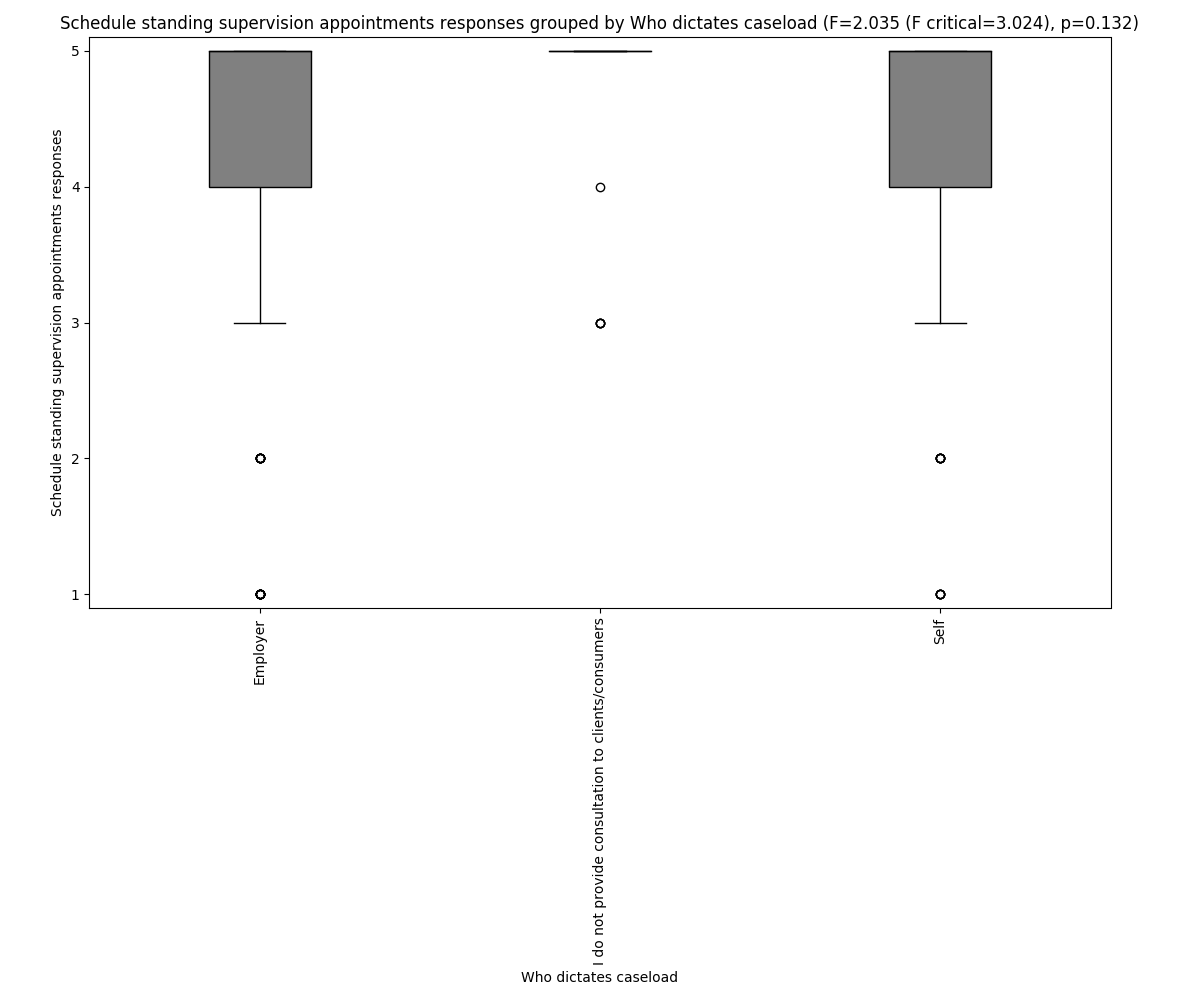 Schedule standing supervision appointments responses grouped by Who dictates caseload (F=2.035 (F critical=3.024), p=0.132)
Schedule standing supervision appointments responses
5
4
3
2
1
Employer
I do not provide consultation to clients/consumers
Self
Who dictates caseload